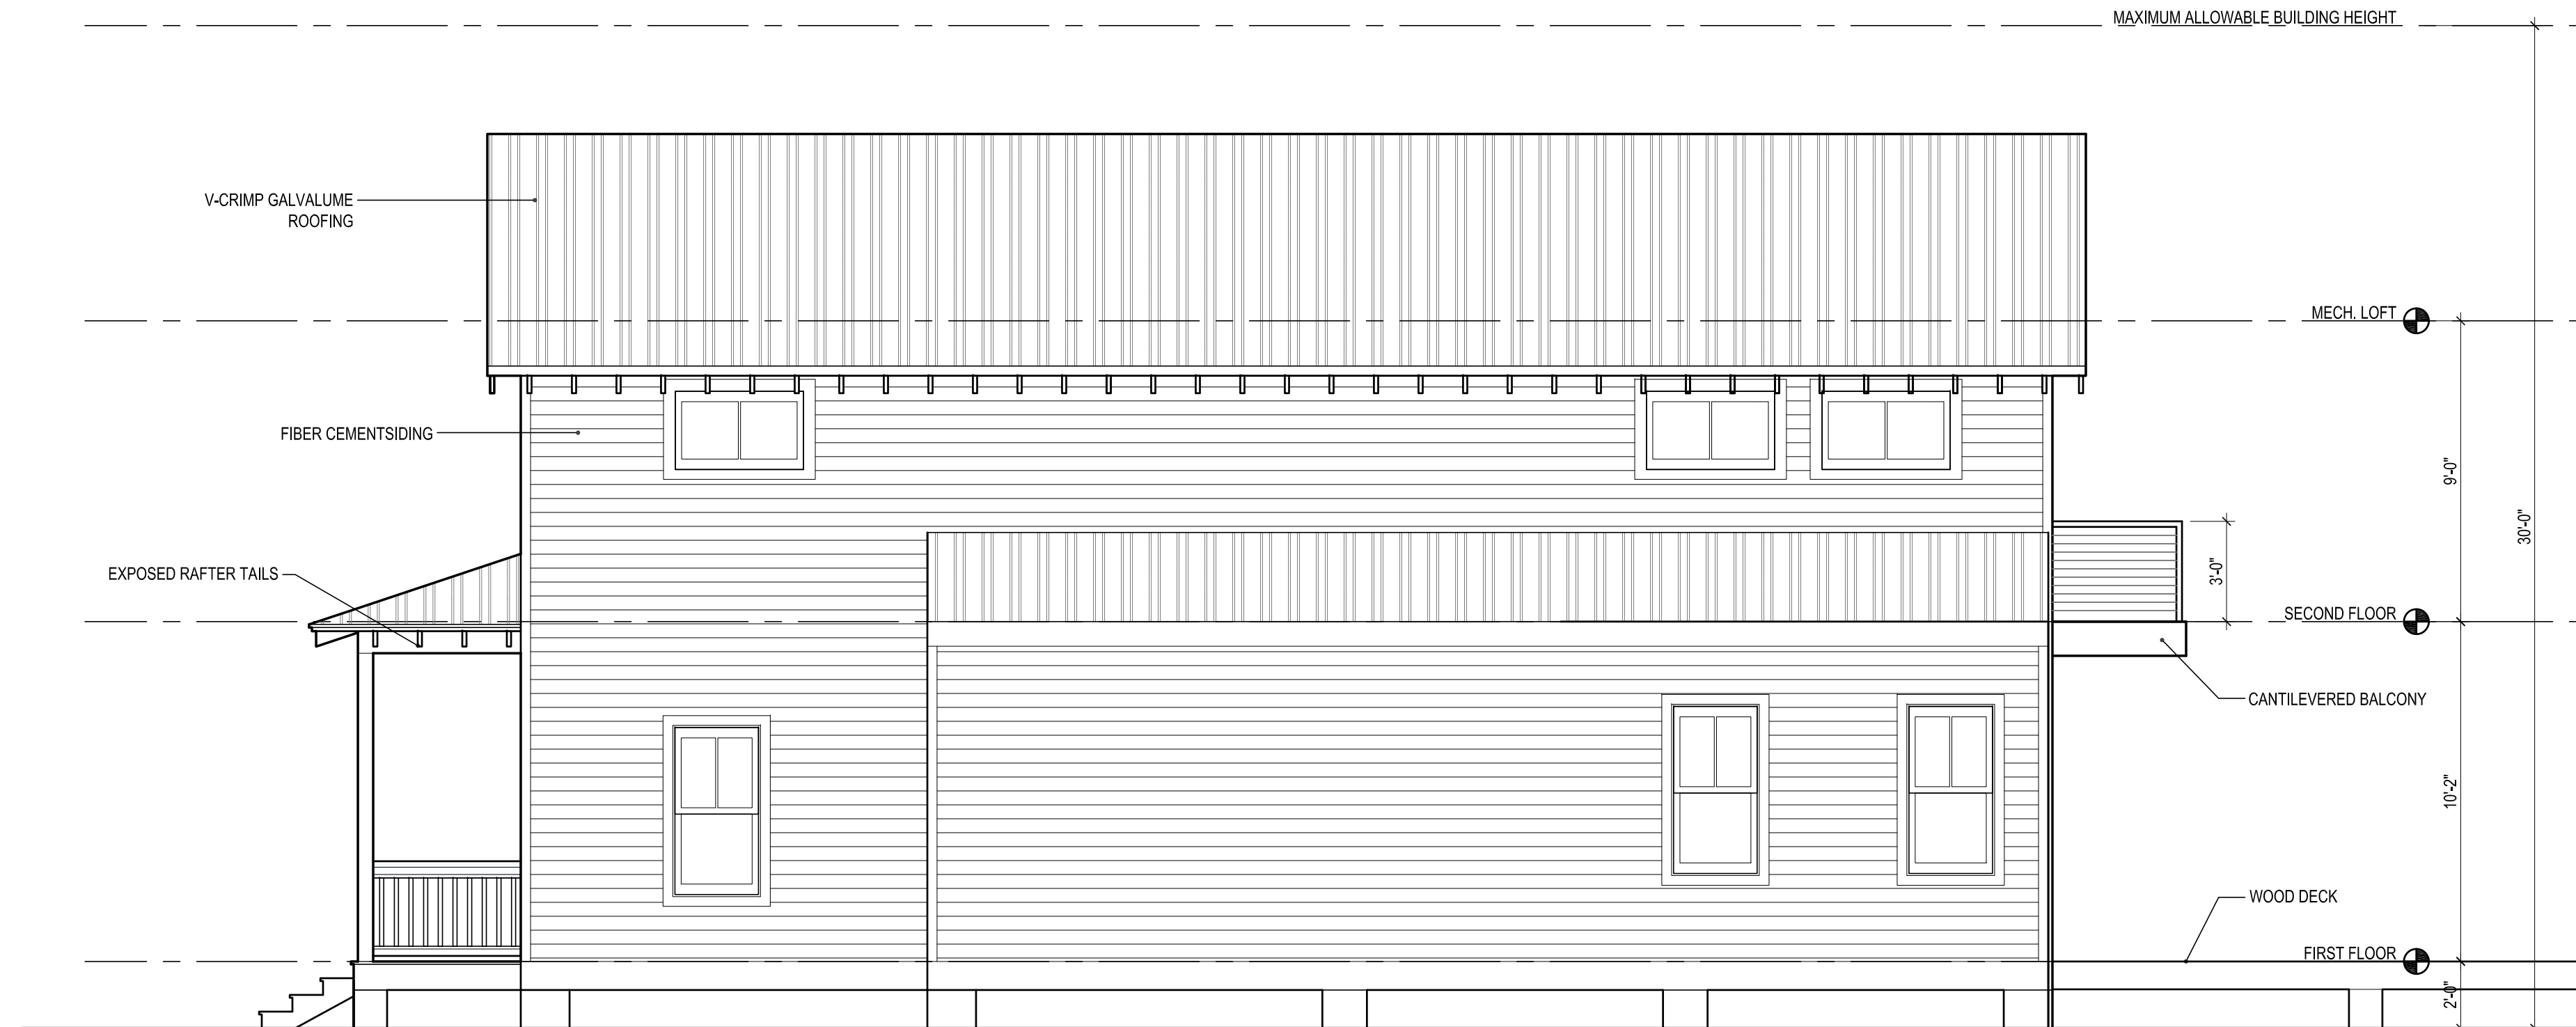 MAXIMUM ALLOWABLE BUILDING HEIGHT
V-CRIMP GALVALUME
ROOFING
MECH. LOFT
FIBER CEMENTSIDING
9'-0"
30'-0"
EXPOSED RAFTER TAILS
3'-0"
SECOND FLOOR
CANTILEVERED BALCONY
10'-2"
WOOD DECK
FIRST FLOOR
2'-0"